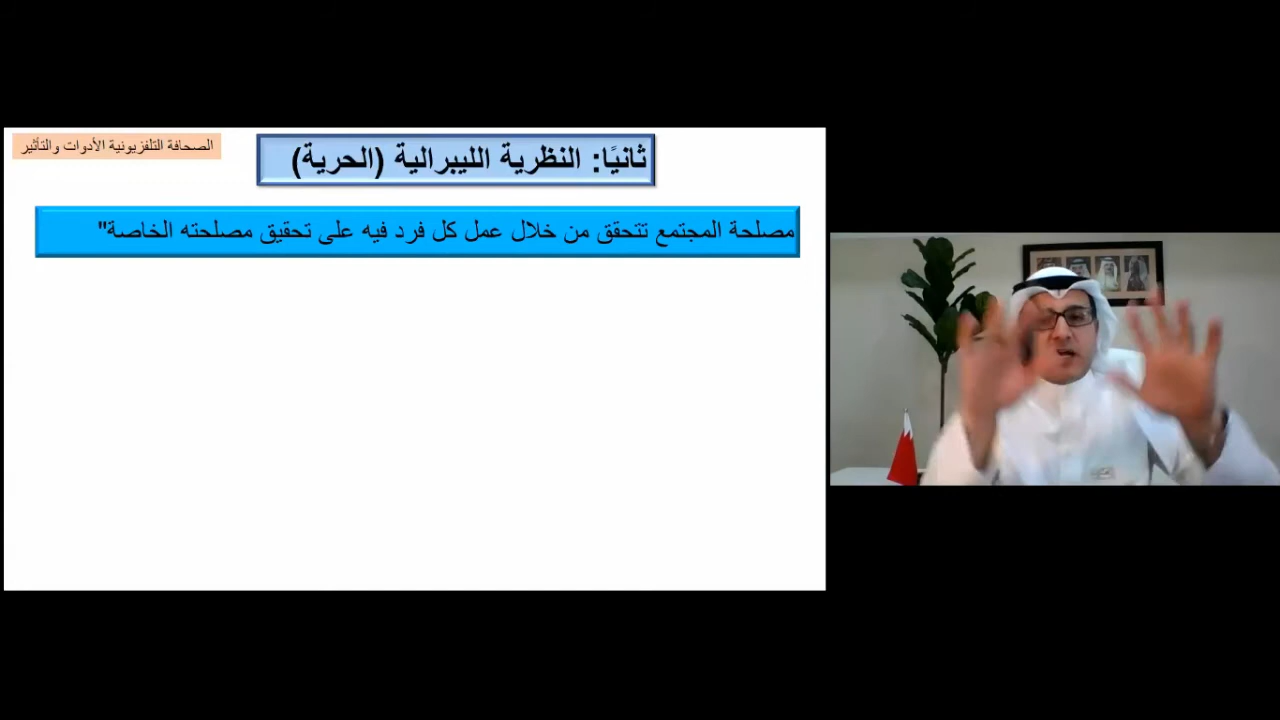 الصحافة التلفزيونية الأدوات والتأثير
ثانيًا: النظرية الليبرالية (الحرية)
مصلحة المجتمع تتحقق من خلال عمل كل فرد فيه على تحقيق مصلحته الخاصة"